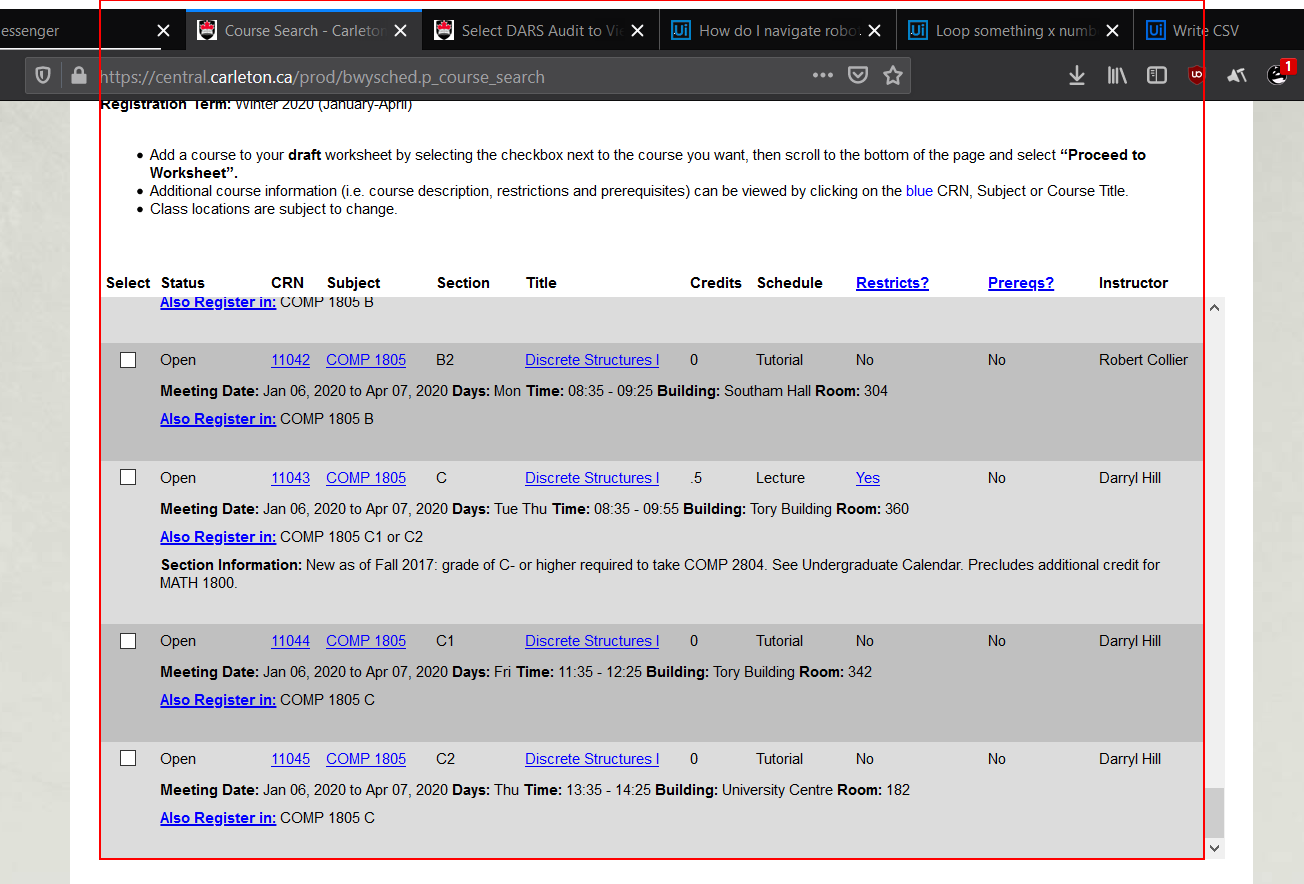 essenger
Course Search - Carleton
Select DARS Audit to Vie
Ui How do I navigate robo
Ui Loop something x numb
Ui Write CSV
https://central.carleton.ca/prod/bwysched.p_course_search
UD
1
Registration Term: Winter 2020 (January-April)
• Add a course to your draft worksheet by selecting the checkbox next to the course you want, then scroll to the bottom of the page and select “Proceed to
Worksheet”.
• Additional course information (i.e. course description, restrictions and prerequisites) can be viewed by clicking on the blue CRN, Subject or Course Title.
• Class locations are subject to change.
Select Status CRN Subject Section Title Credits Schedule Restricts? Prereqs? Instructor
Also Register in: COMP 1805 B
Open 11042 COMP 1805 B2 Discrete Structures I 0 Tutorial No No Robert Collier
Meeting Date: Jan 06, 2020 to Apr 07, 2020 Days: Mon Time: 08:35 - 09:25 Building: Southam Hall Room: 304
Also Register in: COMP 1805 B
Open 11043 COMP 1805 C Discrete Structures I .5 Lecture Yes No Darryl Hill
Meeting Date: Jan 06, 2020 to Apr 07, 2020 Days: Tue Thu Time: 08:35 - 09:55 Building: Tory Building Room: 360
Also Register in: COMP 1805 C1 or C2
Section Information: New as of Fall 2017: grade of C- or higher required to take COMP 2804. See Undergraduate Calendar. Precludes additional credit for
MATH 1800.
Open 11044 COMP 1805 C1 Discrete Structures I 0 Tutorial No No Darryl Hill
Meeting Date: Jan 06, 2020 to Apr 07, 2020 Days: Fri Time: 11:35 - 12:25 Building: Tory Building Room: 342
Also Register in: COMP 1805 C
Open 11045 COMP 1805 C2 Discrete Structures I 0 Tutorial No No Darryl Hill
Meeting Date: Jan 06, 2020 to Apr 07, 2020 Days: Thu Time: 13:35 - 14:25 Building: University Centre Room: 182
Also Register in: COMP 1805 C